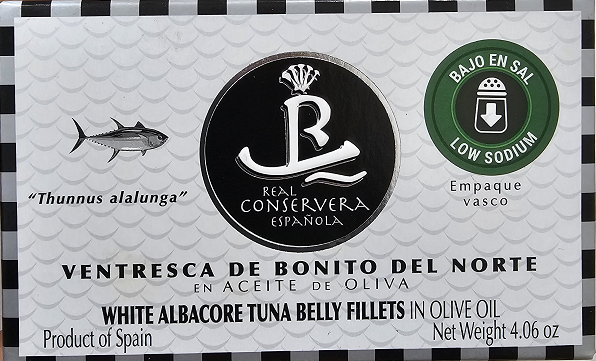 BAJO EN SAL
LOW SODIUM
REAL
CONSERVERA
ESPAÑOLA
"Thunnus alalunga"
Empaque
vasco
VENTRESCA DE BONITO DEL NORTE
EN ACEITE DE OLIVA
WHITE ALBACORE TUNA BELLY FILLETS IN OLIVE OIL
Product of Spain
Net Weight 4.06 oz